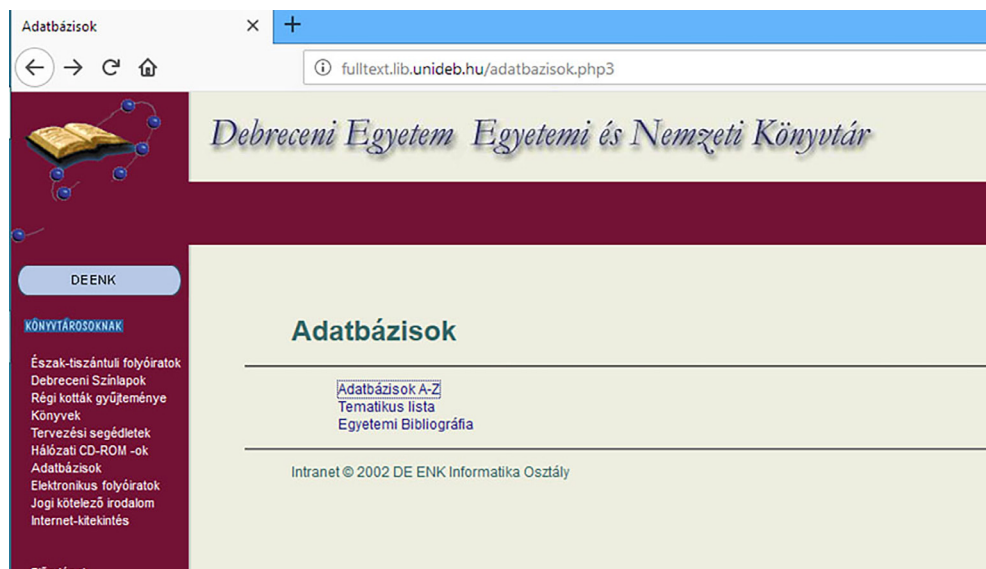 Adatbázisok
fulltext.lib.unideb.hu/adatbazisok.php3
Debreceni Egyetem Egyetemi és Nemzeti Könyvtár
DEENK
KÖNYVTÁROSOKNAK
Észak-tiszántúli folyóiratok
Debreceni Színlapok
Régi kották gyűjteménye
Könyvek
Tervezési segédletek
Hálózati CD-ROM -ok
Adatbázisok
Elektronikus folyóiratok
Jogi kötelező irodalom
Internet-kitekintés
Adatbázisok
Adatbázisok A-Z
Tematikus lista
Egyetemi Bibliográfia
Intranet © 2002 DE ENK Informatika Osztály